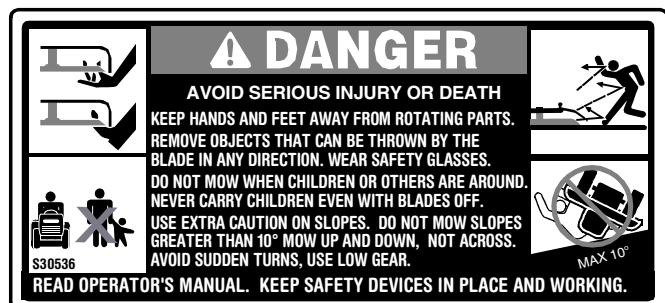 DANGER
AVOID SERIOUS INJURY OR DEATH
KEEP HANDS AND FEET AWAY FROM ROTATING PARTS.
REMOVE OBJECTS THAT CAN BE THROWN BY THE
BLADE IN ANY DIRECTION. WEAR SAFETY GLASSES.
DO NOT MOW WHEN CHILDREN OR OTHERS ARE AROUND.
NEVER CARRY CHILDREN EVEN WITH BLADES OFF.
USE EXTRA CAUTION ON SLOPES. DO NOT MOW SLOPES
GREATER THAN 10° MOW UP AND DOWN, NOT ACROSS.
AVOID SUDDEN TURNS, USE LOW GEAR.
S30536
MAX 10°
READ OPERATOR'S MANUAL. KEEP SAFETY DEVICES IN PLACE AND WORKING.